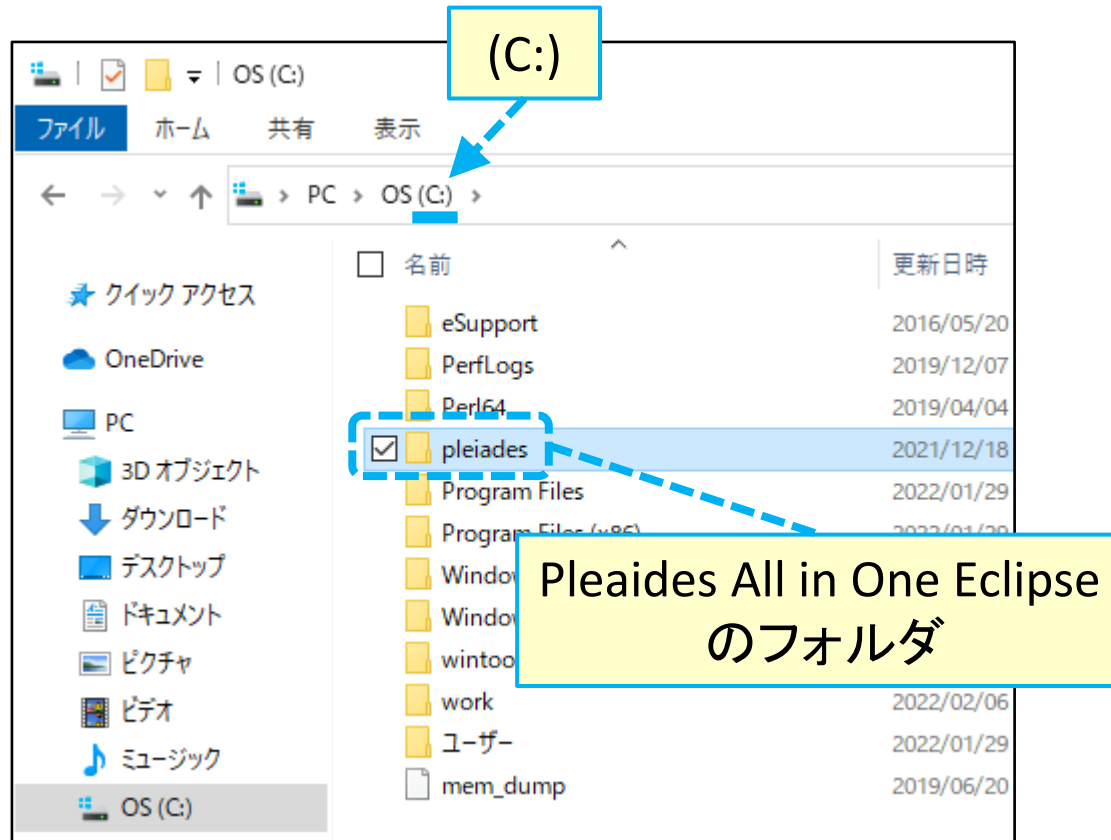 (C:)
OS (C:)
ファイル ホーム 共有 表示
PC OS (C:)
名前 更新日時
クイック アクセス
OneDrive
PC
3D オブジェクト
ダウンロード
デスクトップ
ドキュメント
ピクチャ
ビデオ
ミュージック
OS (C:)
eSupport 2016/05/20
PerfLogs 2019/12/07
Perl64 2019/04/04
pleiades 2021/12/18
Program Files 2022/01/29
Program Files (x86) 2022/01/29
Pleaides All in One Eclipse
のフォルダ
work 2022/02/06
ユーザー 2022/01/29
mem_dump 2019/06/20